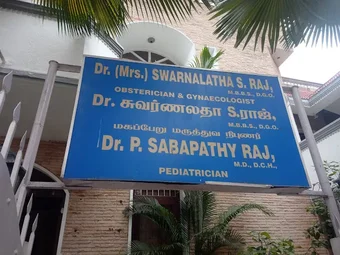 Dr. (Mrs.) SWARNALATHA S. RAJ,
M.B.B.S., D.G.O.
OBSTERICIAN & GYNAECOLOGIST
Dr. சுவர்ணலதா S.ராஜ்,
M.B.B.S., D.G.O.
மகப்பேறு மருத்துவ நிபுணர்
Dr. P. SABAPATHY RAJ,
M.D., D.C.H.,
PEDIATRICIAN